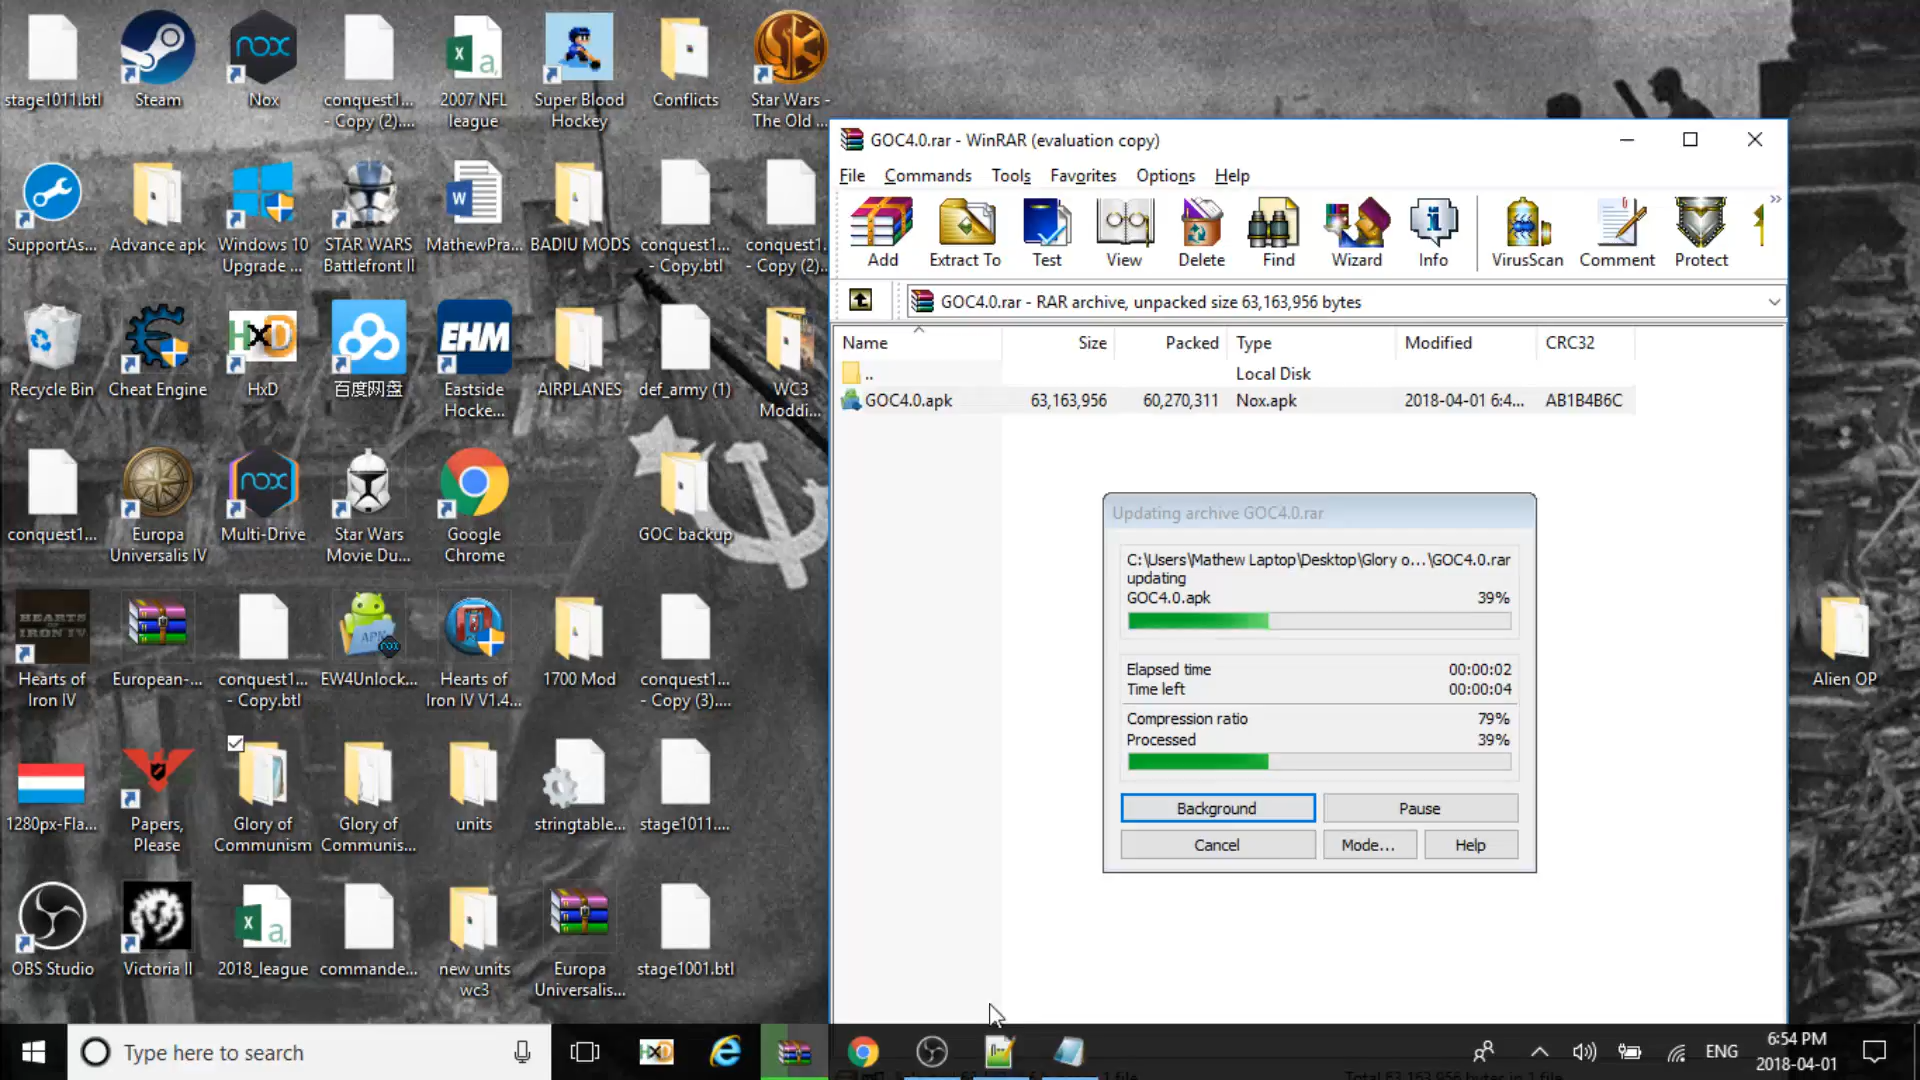 stage1011.btl
Steam
Nox
conquest1...
- Copy (2)....
2007 NFL
league
Super Blood
Hockey
Conflicts
Star Wars -
The Old ...
SupportAs...
Advance apk
Windows 10
Upgrade ...
STAR WARS
Battlefront II
MathewPra...
BADIU MODS
conquest1...
- Copy.btl
conquest1...
- Copy (2)...
Recycle Bin
Cheat Engine
HxD
百度网盘
EHM
Eastside
Hocke...
AIRPLANES
def_army (1)
WC3
Moddi...
conquest1...
Europa
Universalis IV
Multi-Drive
Star Wars
Movie Du...
Google
Chrome
GOC backup
HEARTS
OF
IRON IV
Hearts of
Iron IV
European-...
conquest1...
- Copy.btl
EW4Unlock...
Hearts of
Iron IV V1.4...
1700 Mod
conquest1...
- Copy (3)....
1280px-Fla...
Papers,
Please
Glory of
Communism
Glory of
Communis...
units
stringtable...
stage1011....
OBS Studio
Victoria II
2018_league
commande...
new units
wc3
Europa
Universalis...
stage1001.btl
Alien OP
GOC4.0.rar - WinRAR (evaluation copy)
File Commands Tools Favorites Options Help
Add Extract To Test View Delete Find Wizard Info VirusScan Comment Protect
GOC4.0.rar - RAR archive, unpacked size 63,163,956 bytes
Name Size Packed Type Modified CRC32
.. Local Disk
GOC4.0.apk 63,163,956 60,270,311 Nox.apk 2018-04-01 6:4... AB1B4B6C
Updating archive GOC4.0.rar
C:\Users\Mathew Laptop\Desktop\Glory o...\GOC4.0.rar
updating
GOC4.0.apk 39%
Elapsed time 00:00:02
Time left 00:00:04
Compression ratio 79%
Processed 39%
Background Pause
Cancel Mode... Help
Type here to search
ENG
6:54 PM
2018-04-01